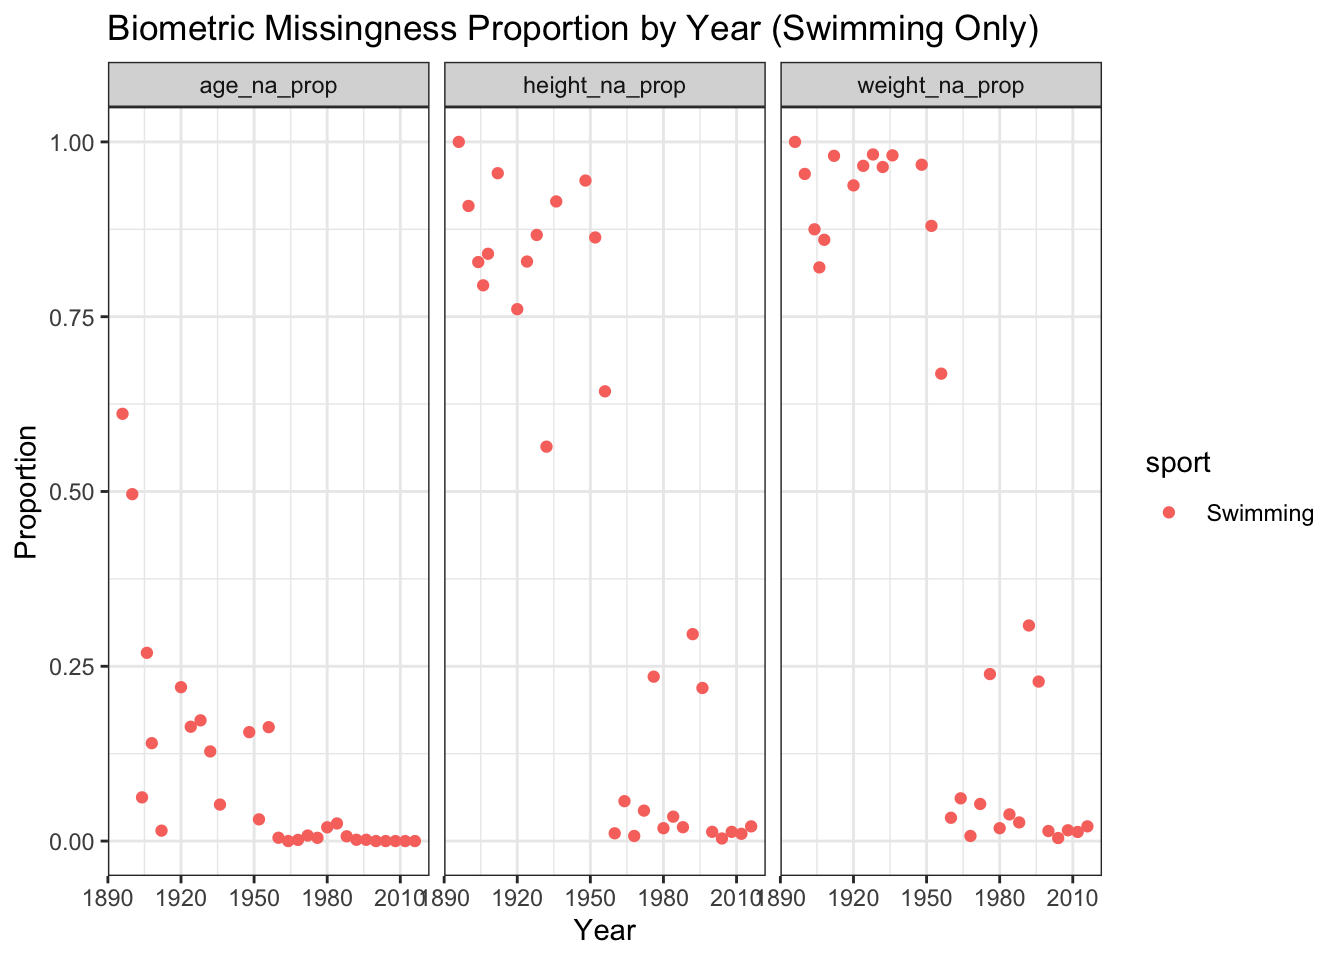 Biometric Missingness Proportion by Year (Swimming Only)
age_na_prop height_na_prop weight_na_prop
1.00
0.75
0.50
0.25
0.00
Proportion
1890 1920 1950 1980 2010 1890 1920 1950 1980 2010 1890 1920 1950 1980 2010
Year
sport
Swimming